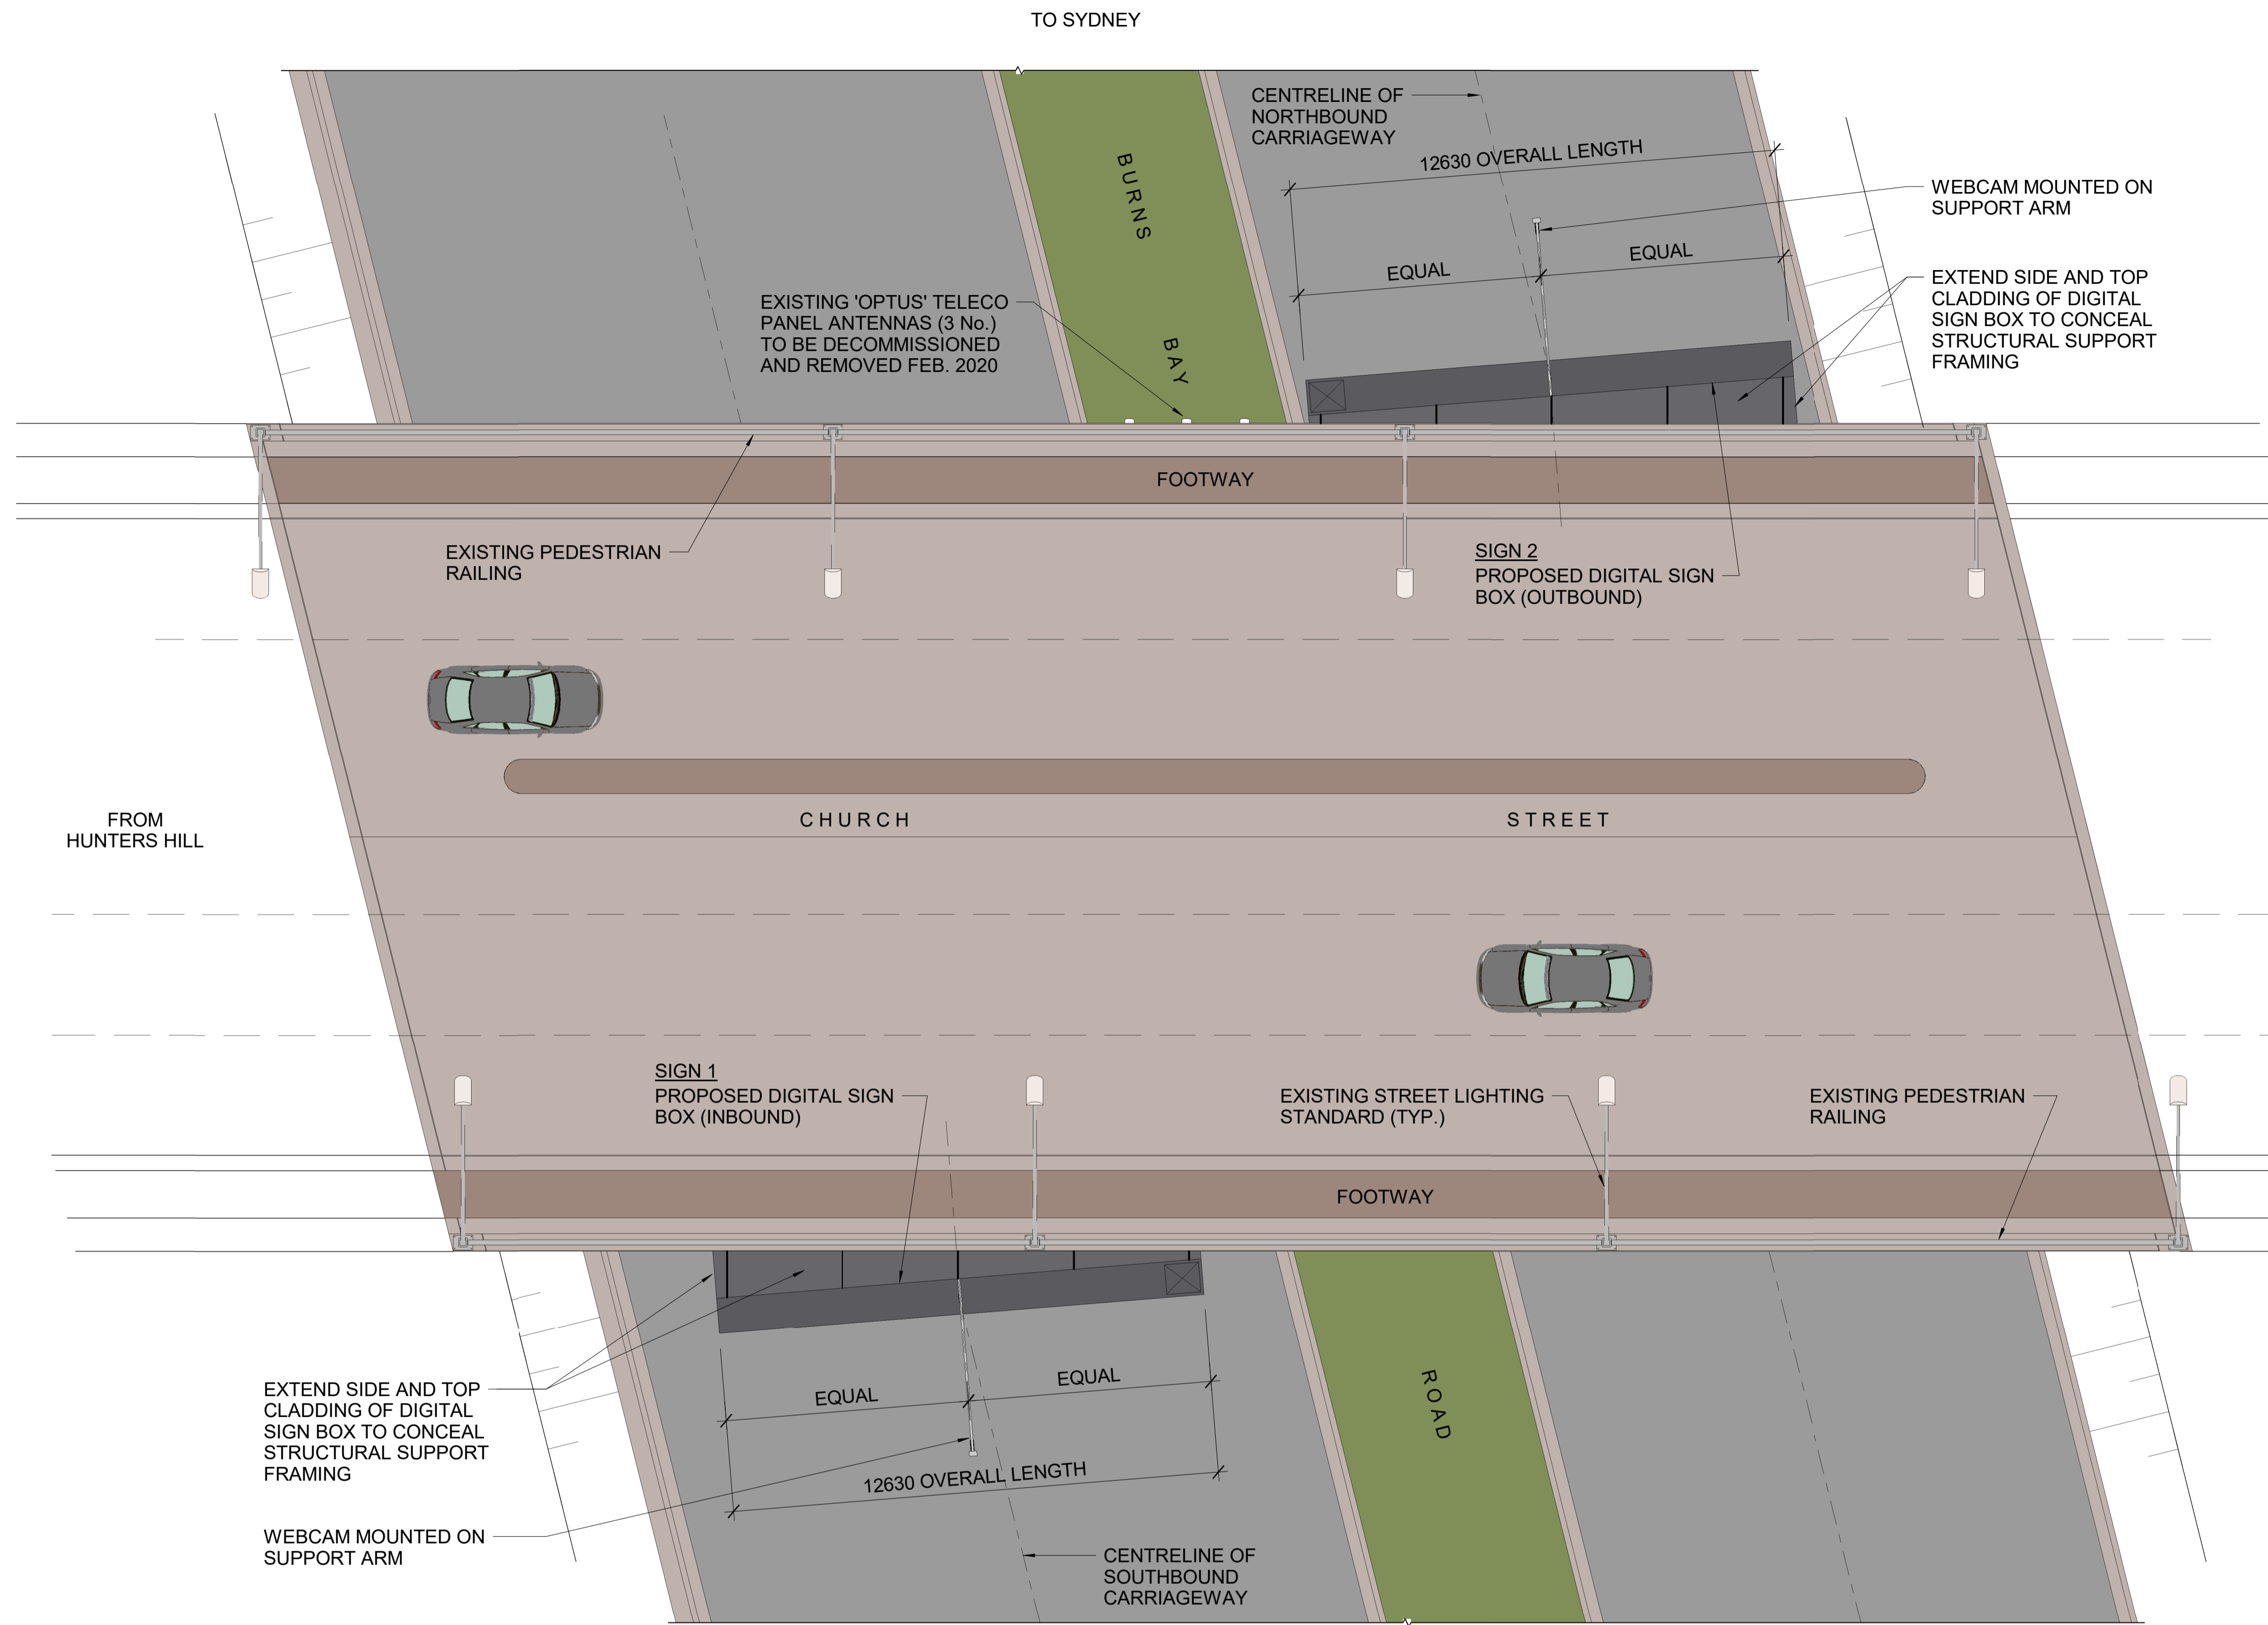 TO SYDNEY
CENTRELINE OF
NORTHBOUND
CARRIAGEWAY
12630 OVERALL LENGTH
BURNS
WEBCAM MOUNTED ON
SUPPORT ARM
EQUAL
EQUAL
EXISTING 'OPTUS' TELECO
PANEL ANTENNAS (3 No.)
TO BE DECOMMISSIONED
AND REMOVED FEB. 2020
BAY
EXTEND SIDE AND TOP
CLADDING OF DIGITAL
SIGN BOX TO CONCEAL
STRUCTURAL SUPPORT
FRAMING
FOOTWAY
EXISTING PEDESTRIAN
RAILING
SIGN 2
PROPOSED DIGITAL SIGN
BOX (OUTBOUND)
FROM
HUNTERS HILL
CHURCH STREET
SIGN 1
PROPOSED DIGITAL SIGN
BOX (INBOUND)
EXISTING STREET LIGHTING
STANDARD (TYP.)
EXISTING PEDESTRIAN
RAILING
FOOTWAY
EXTEND SIDE AND TOP
CLADDING OF DIGITAL
SIGN BOX TO CONCEAL
STRUCTURAL SUPPORT
FRAMING
EQUAL
EQUAL
ROAD
12630 OVERALL LENGTH
WEBCAM MOUNTED ON
SUPPORT ARM
CENTRELINE OF
SOUTHBOUND
CARRIAGEWAY